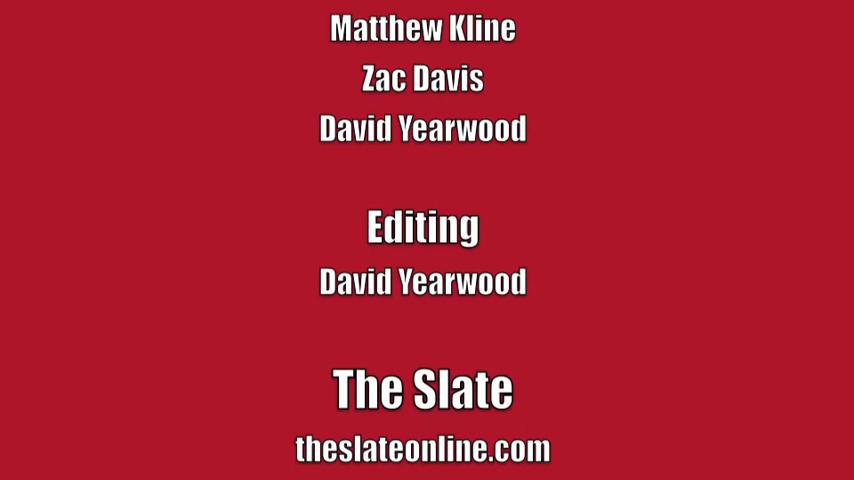 Matthew Kline
Zac Davis
David Yearwood
Editing
David Yearwood
The Slate
theslateonline.com